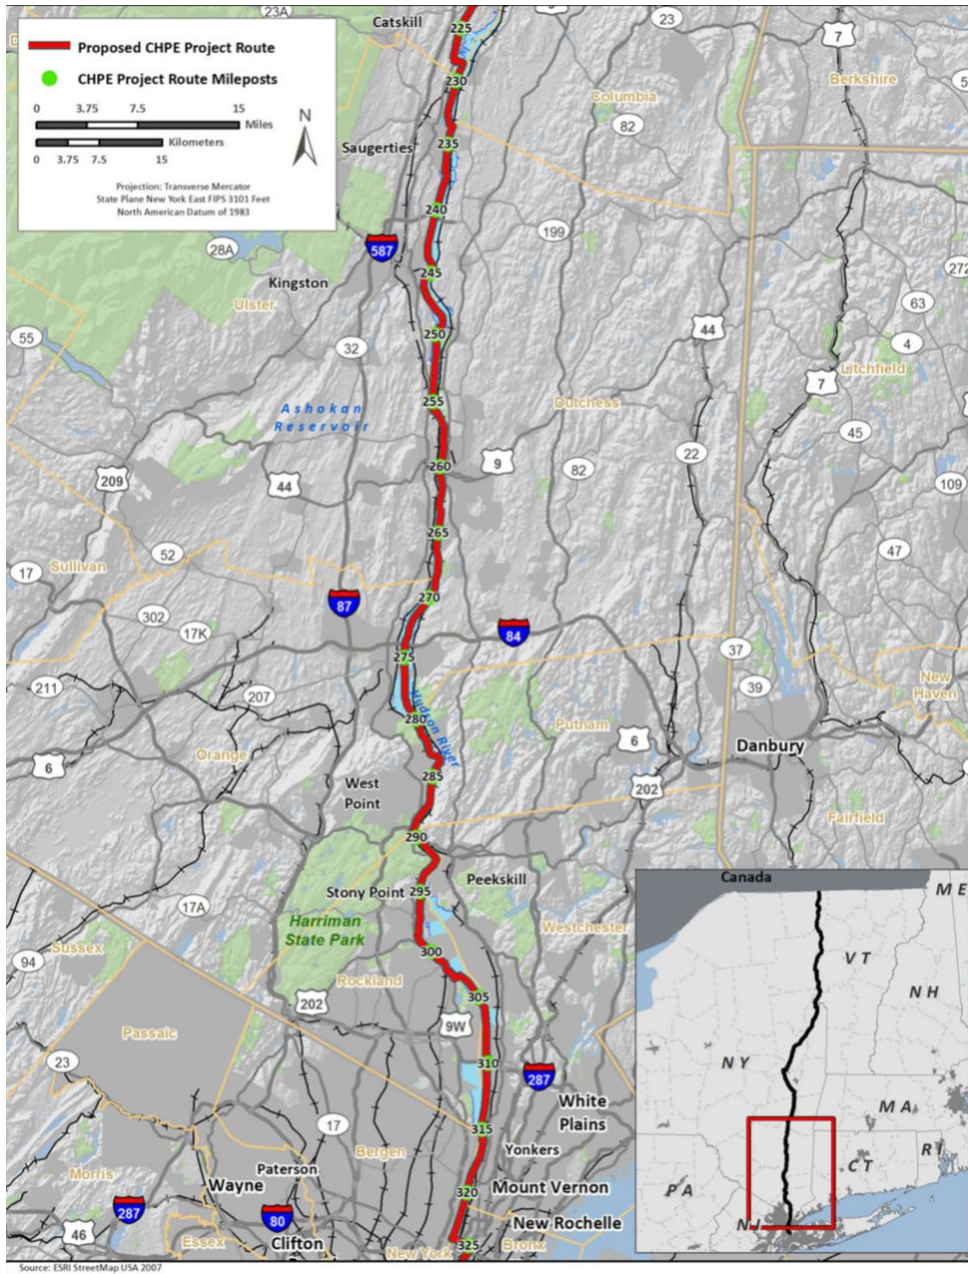 23A
Catskill
225
23
7
Proposed CHPE Project Route
CHPE Project Route Mileposts
0 3.75 7.5 15
Miles
Kilometers
0 3.75 7.5 15
N
Projection: Transverse Mercator
State Plane New York East FIPS 3101 Feet
North American Datum of 1983
230
Columbia
82
Berkshire
Saugerties
235
240
199
28A
587
245
272
Kingston
Ulster
63
55
32
250
44
4
7
Litchfield
Ashokan
Reservoir
255
Dutchess
45
209
44
260
9
82
22
109
265
47
52
Sullivan
17
87
270
302
17K
84
275
37
211
207
39
New
Haven
Hudson River
280
Putnam
Orange
6
6
Danbury
285
202
West
Point
290
Fairfield
Peekskill
Stony Point
295
17A
Harriman
State Park
Westchester
Sussex
94
300
Rockland
202
305
9W
Passaic
23
310
287
White
Plains
17
315
Bergen
Yonkers
Morris
Paterson
Wayne
320
Mount Vernon
287
80
New Rochelle
46
Essex
Clifton
New York
325
Bronx
Canada
ME
VT
NH
NY
MA
CT
RI
PA
NJ
Source: ESRI StreetMap USA 2007